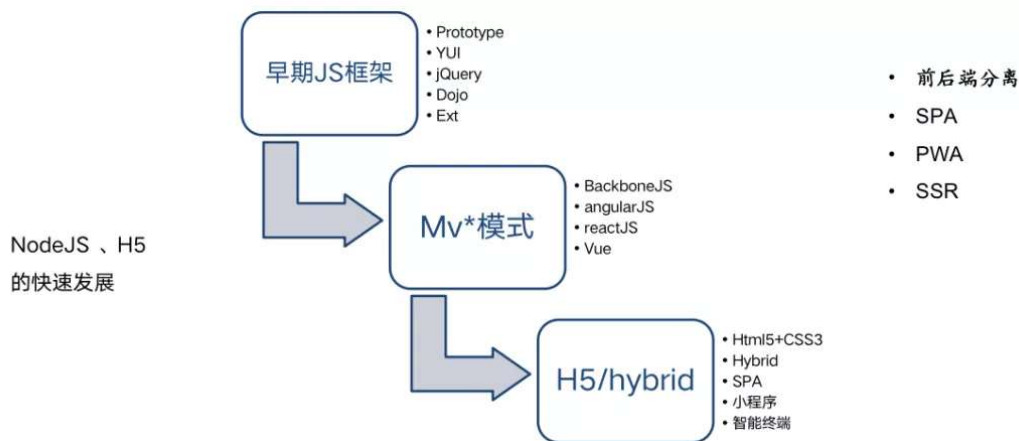 早期JS框架
• Prototype
• YUI
• jQuery
• Dojo
• Ext
• 前后端分离
• SPA
• PWA
• SSR
Mv*模式
• BackboneJS
• angularJS
• reactJS
• Vue
NodeJS 、H5
的快速发展
H5/hybrid
• Html5+CSS3
• Hybrid
• SPA
• 小程序
• 智能终端